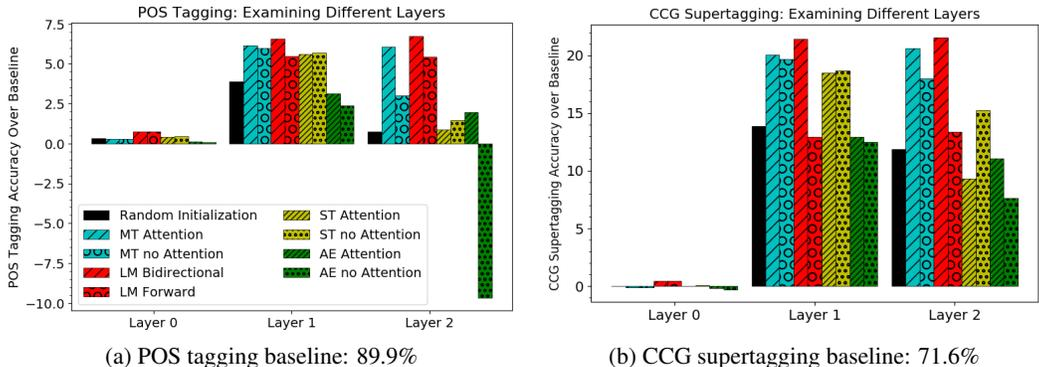 POS Tagging: Examining Different Layers
POS Tagging Accuracy Over Baseline
7.5
5.0
2.5
0.0
−2.5
−5.0
−7.5
−10.0
Random Initialization
MT Attention
MT no Attention
LM Bidirectional
LM Forward
ST Attention
ST no Attention
AE Attention
AE no Attention
Layer 0
Layer 1
Layer 2
(a) POS tagging baseline: 89.9%
CCG Supertagging: Examining Different Layers
CCG Supertagging Accuracy over Baseline
20
15
10
5
0
Layer 0
Layer 1
Layer 2
(b) CCG supertagging baseline: 71.6%